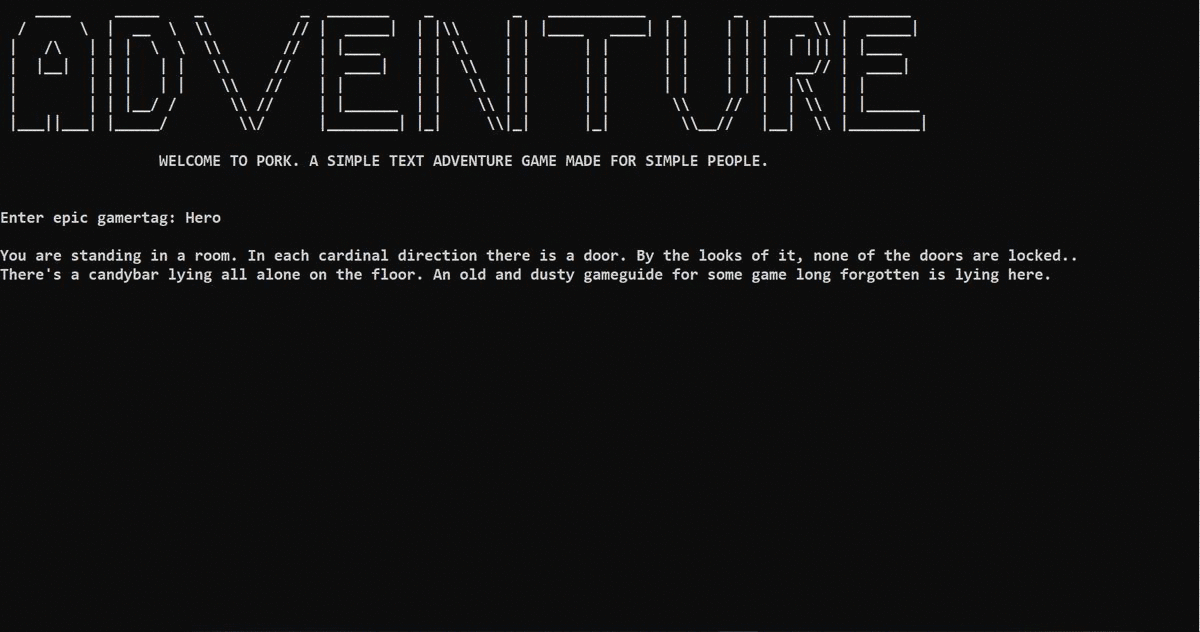 ADVENTURE
WELCOME TO PORK. A SIMPLE TEXT ADVENTURE GAME MADE FOR SIMPLE PEOPLE.
Enter epic gamertag: Hero
You are standing in a room. In each cardinal direction there is a door. By the looks of it, none of the doors are locked..
There's a candybar lying all alone on the floor. An old and dusty gameguide for some game long forgotten is lying here.